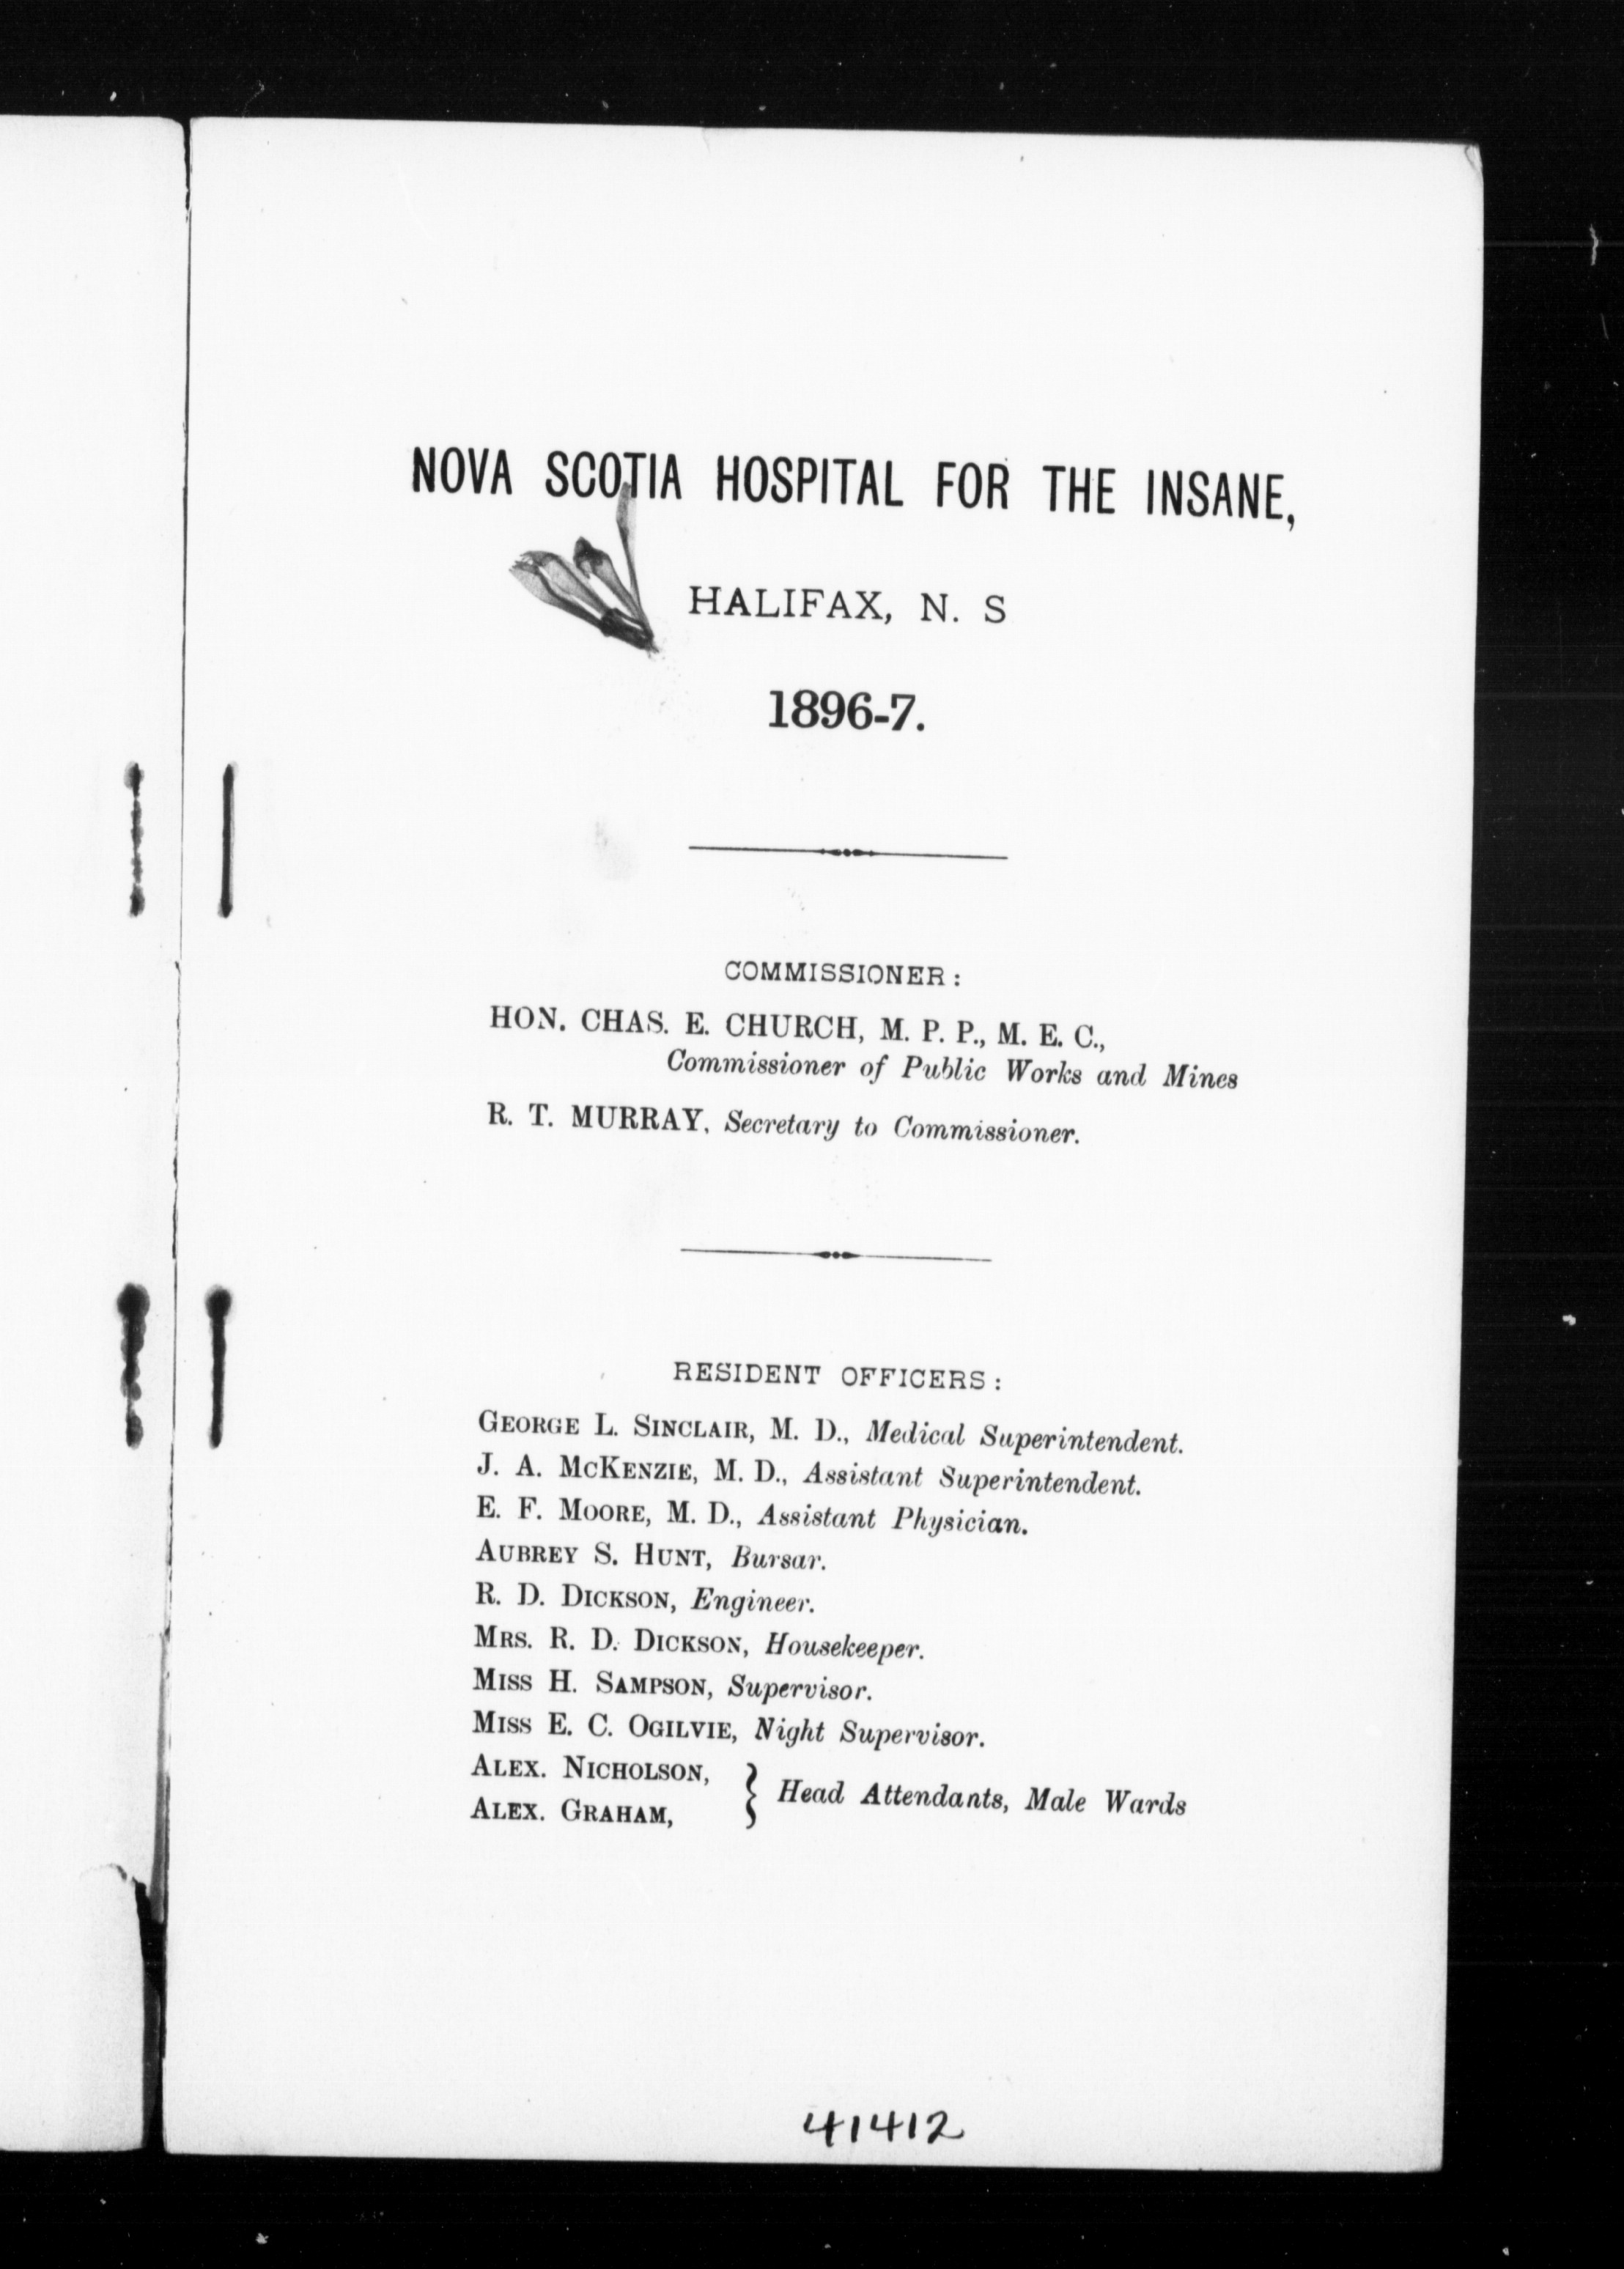 NOVA SCOTIA HOSPITAL FOR THE INSANE,
HALIFAX, N. S
1896-7.
COMMISSIONER:
HON. CHAS. E. CHURCH, M. P. P., M. E. C.,
Commissioner of Public Works and Mines
R. T. MURRAY, Secretary to Commissioner.
RESIDENT OFFICERS:
GEORGE L. SINCLAIR, M. D., Medical Superintendent.
J. A. MCKENZIE, M. D., Assistant Superintendent.
E. F. MOORE, M. D., Assistant Physician.
AUBREY S. HUNT, Bursar.
R. D. DICKSON, Engineer.
MRS. R. D. DICKSON, Housekeeper.
MISS H. SAMPSON, Supervisor.
MISS E. C. OGILVIE, Night Supervisor.
ALEX. NICHOLSON,
ALEX. GRAHAM,
} Head Attendants, Male Wards
41412